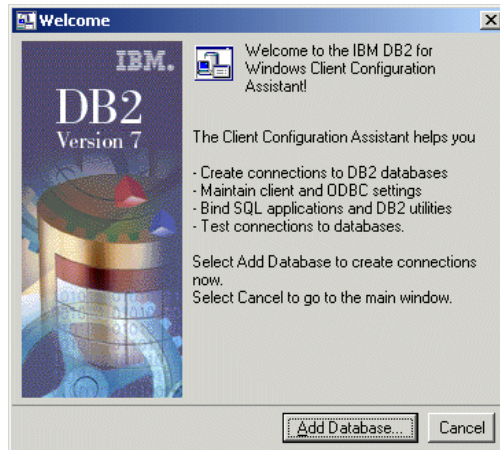 Welcome
IBM.
DB2
Version 7
Welcome to the IBM DB2 for
Windows Client Configuration
Assistant!
The Client Configuration Assistant helps you
- Create connections to DB2 databases
- Maintain client and ODBC settings
- Bind SQL applications and DB2 utilities
- Test connections to databases.
Select Add Database to create connections
now.
Select Cancel to go to the main window.
Add Database...
Cancel